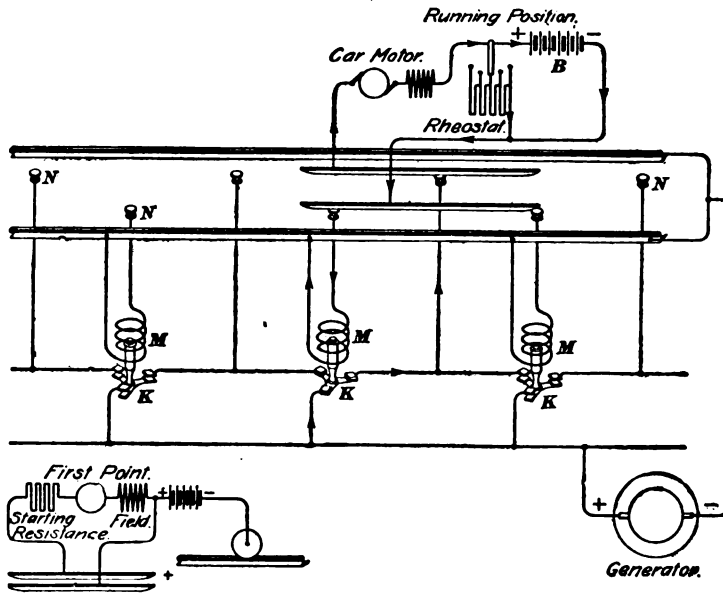 Running Position.
Car Motor.
+ −
B
Rheostat.
N
N
N
M
M
M
K
K
K
First Point.
+ −
Starting
Resistance.
Field.
+
+ −
Generator.